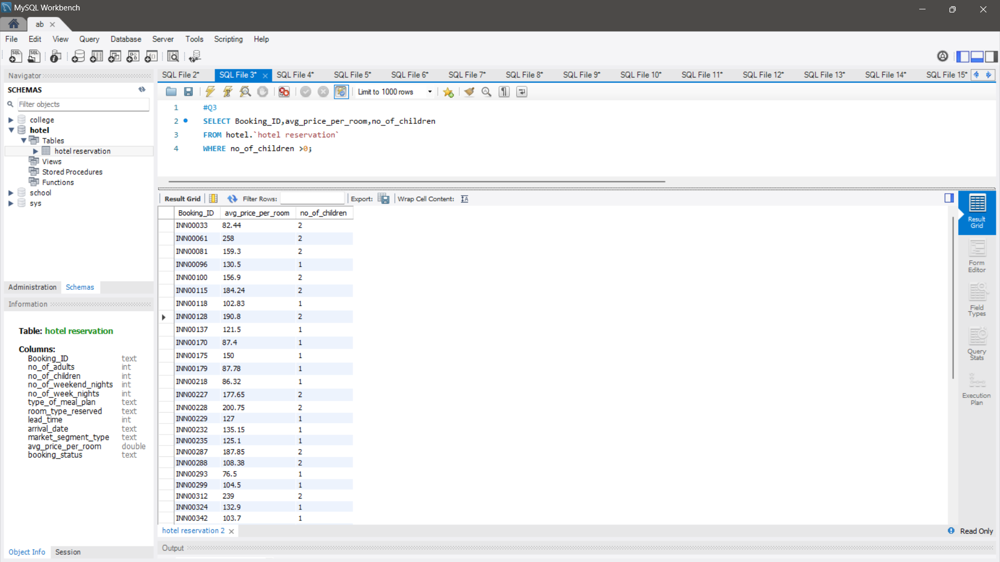 MySQL Workbench
ab
File Edit View Query Database Server Tools Scripting Help
Navigator
SCHEMAS
Filter objects
college
hotel
Tables
hotel reservation
Views
Stored Procedures
Functions
school
sys
Administration Schemas
Information
Table: hotel reservation
Columns:
Booking_ID text
no_of_adults int
no_of_children int
no_of_weekend_nights int
no_of_week_nights int
type_of_meal_plan text
room_type_reserved text
lead_time int
arrival_date text
market_segment_type text
avg_price_per_room double
booking_status text
Object Info Session
SQL File 2* SQL File 3* SQL File 4* SQL File 5* SQL File 6* SQL File 7* SQL File 8* SQL File 9* SQL File 10* SQL File 11* SQL File 12* SQL File 13* SQL File 14* SQL File 15*
Limit to 1000 rows
1 #Q3
2 SELECT Booking_ID,avg_price_per_room,no_of_children
3 FROM hotel.`hotel reservation`
4 WHERE no_of_children >0;
Result Grid Filter Rows: Export: Wrap Cell Content:
Booking_ID avg_price_per_room no_of_children
INN00033 82.44 2
INN00061 258 2
INN00081 159.3 2
INN00096 130.5 1
INN00100 156.9 2
INN00115 184.24 2
INN00118 102.83 1
INN00128 190.8 2
INN00137 121.5 1
INN00170 87.4 1
INN00175 150 1
INN00179 87.78 1
INN00218 86.32 1
INN00227 177.65 2
INN00228 200.75 2
INN00229 127 1
INN00232 135.15 1
INN00235 125.1 1
INN00287 187.85 2
INN00288 108.38 2
INN00293 76.5 1
INN00299 104.5 1
INN00312 239 2
INN00324 132.9 1
INN00342 103.7 1
Result
Grid
Form
Editor
Field
Types
Query
Stats
Execution
Plan
hotel reservation 2
Read Only
Output